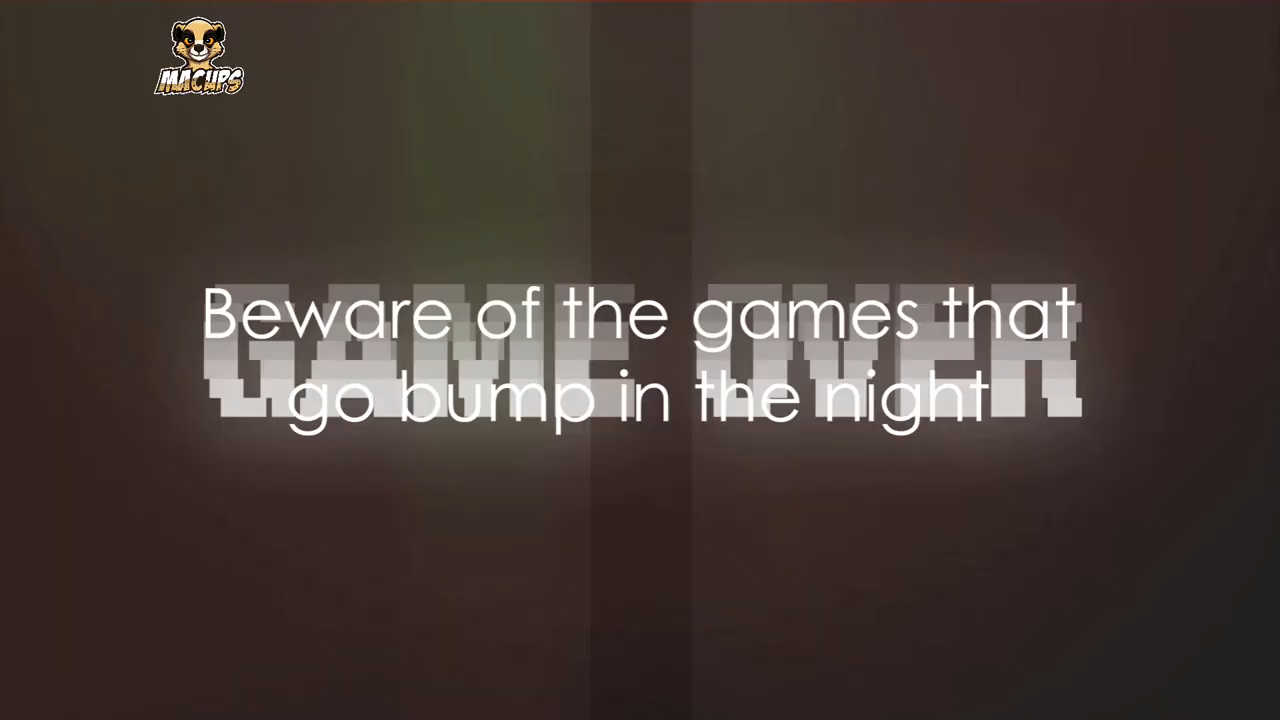 MACUPS
Beware of the games that
go bump in the night
GAME OVER